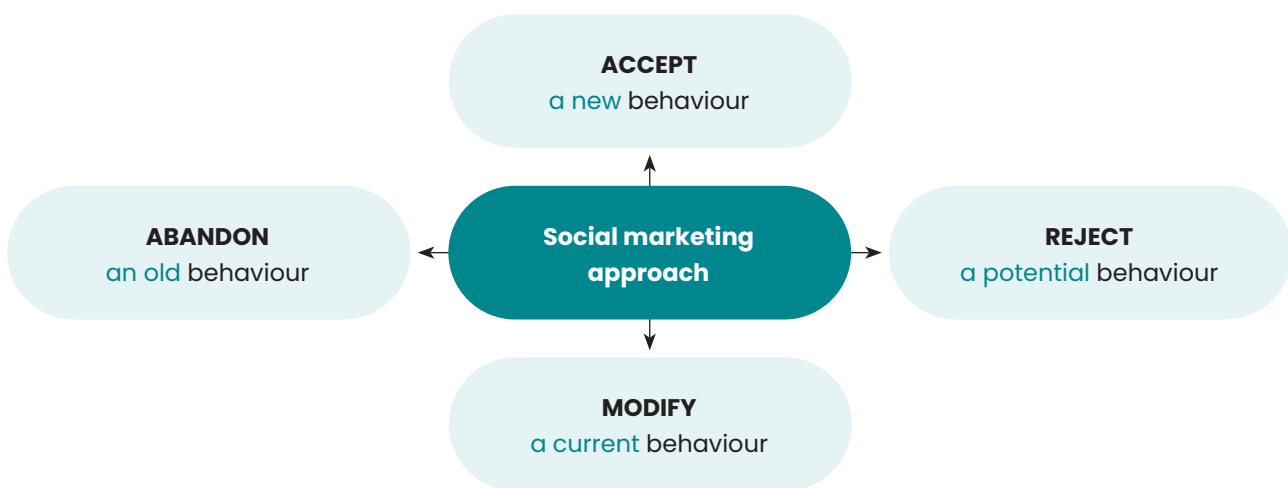 ACCEPT
a new behaviour
ABANDON
an old behaviour
Social marketing
approach
REJECT
a potential behaviour
MODIFY
a current behaviour